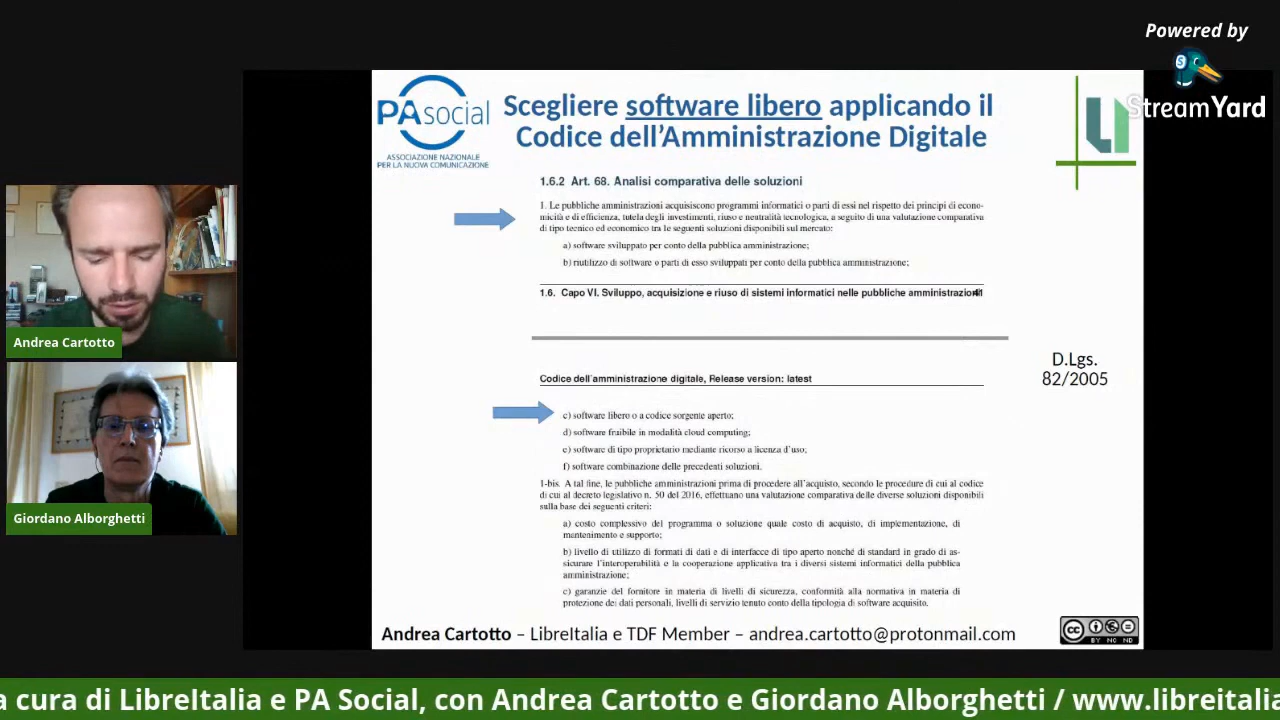 Powered by
StreamYard
PAsocial
ASSOCIAZIONE NAZIONALE
PER LA NUOVA COMUNICAZIONE
Scegliere software libero applicando il
Codice dell'Amministrazione Digitale
1.6.2 Art. 68. Analisi comparativa delle soluzioni
1. Le pubbliche amministrazioni acquisiscono programmi informatici o parti di essi nel rispetto dei principi di econo-
micità e di efficienza, tutela degli investimenti, riuso e neutralità tecnologica, a seguito di una valutazione comparativa
di tipo tecnico ed economico tra le seguenti soluzioni disponibili sul mercato:
a) software sviluppato per conto della pubblica amministrazione;
b) riutilizzo di software o parti di esso sviluppati per conto della pubblica amministrazione;
1.6. Capo VI. Sviluppo, acquisizione e riuso di sistemi informatici nelle pubbliche amministrazioni 41
D.Lgs.
82/2005
Codice dell'amministrazione digitale, Release version: latest
c) software libero o a codice sorgente aperto;
d) software fruibile in modalità cloud computing;
e) software di tipo proprietario mediante ricorso a licenza d'uso;
f) software combinazione delle precedenti soluzioni.
1-bis. A tal fine, le pubbliche amministrazioni prima di procedere all'acquisto, secondo le procedure di cui al codice
di cui al decreto legislativo n. 50 del 2016, effettuano una valutazione comparativa delle diverse soluzioni disponibili
sulla base dei seguenti criteri:
a) costo complessivo del programma o soluzione quale costo di acquisto, di implementazione, di
mantenimento e supporto;
b) livello di utilizzo di formati di dati e di interfacce di tipo aperto nonché di standard in grado di as-
sicurare l'interoperabilità e la cooperazione applicativa tra i diversi sistemi informatici della pubblica
amministrazione;
c) garanzie del fornitore in materia di livelli di sicurezza, conformità alla normativa in materia di
protezione dei dati personali, livelli di servizio tenuto conto della tipologia di software acquisito.
Andrea Cartotto – LibreItalia e TDF Member – andrea.cartotto@protonmail.com
cc BY NC ND
Andrea Cartotto
Giordano Alborghetti
a cura di LibreItalia e PA Social, con Andrea Cartotto e Giordano Alborghetti / www.libreitalia